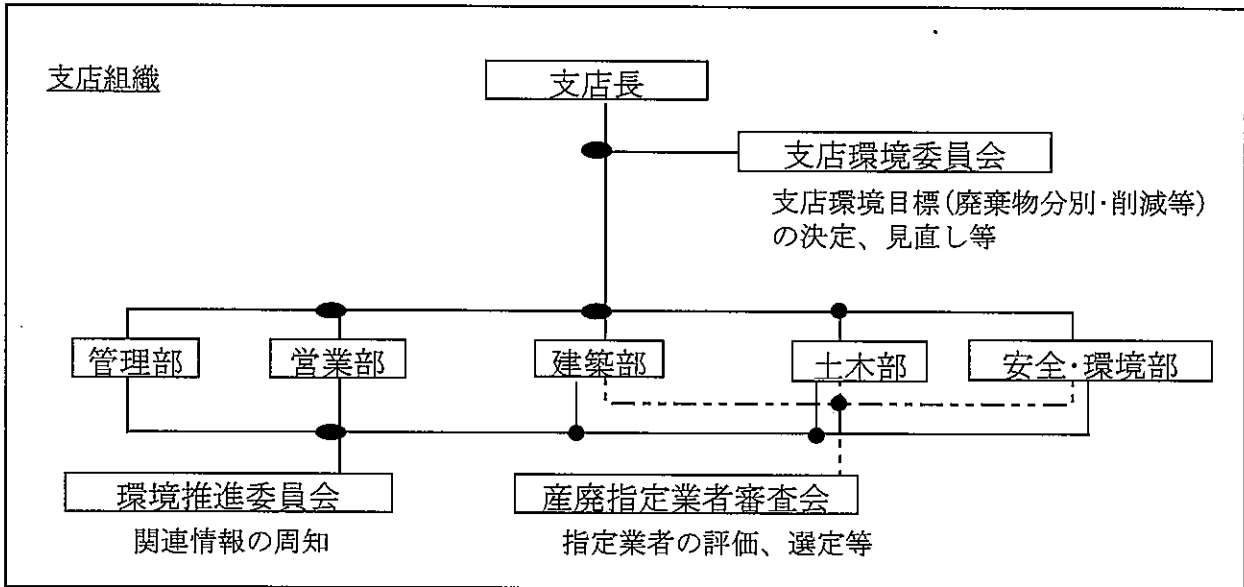 支店組織
支店長
支店環境委員会
支店環境目標(廃棄物分別・削減等)
の決定、見直し等
管理部
営業部
建築部
土木部
安全・環境部
環境推進委員会
関連情報の周知
産廃指定業者審査会
指定業者の評価、選定等